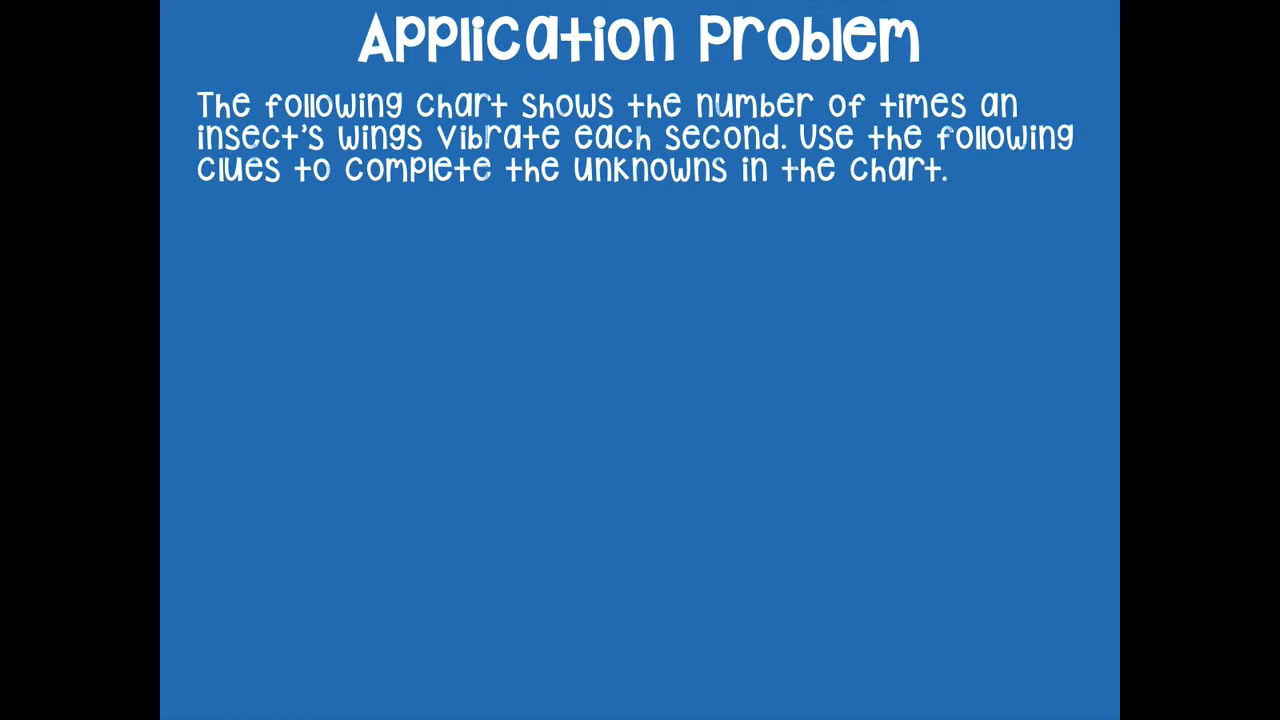 Application Problem
The following chart shows the number of times an
insect's wings vibrate each second. Use the following
clues to complete the unknowns in the chart.